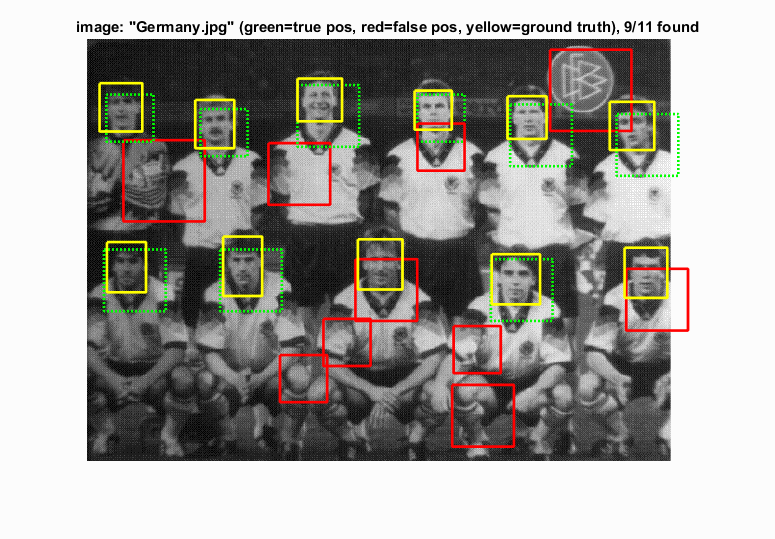 image: "Germany.jpg" (green=true pos, red=false pos, yellow=ground truth), 9/11 found